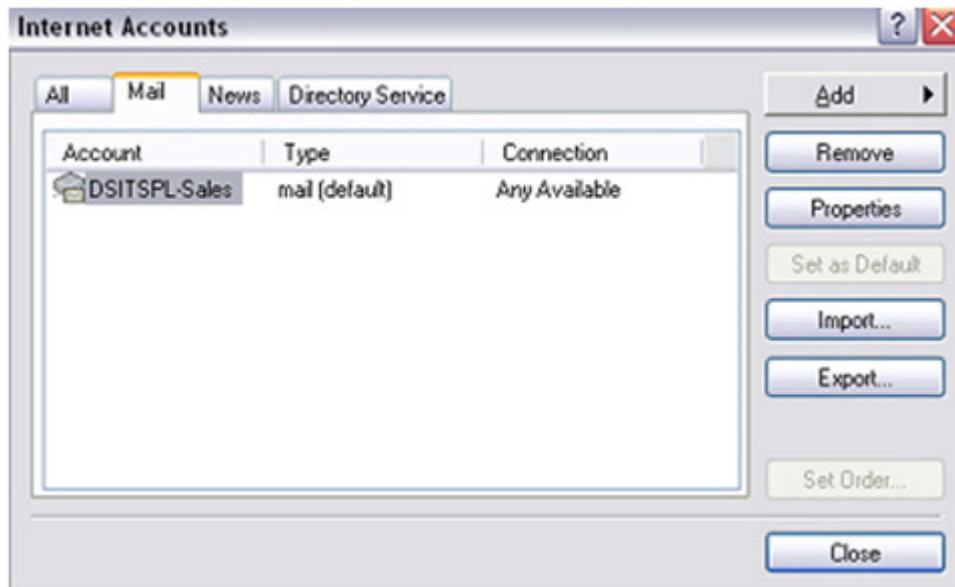 Internet Accounts
?
All Mail News Directory Service
Add
Account Type Connection
Remove
DSITSPL-Sales mail (default) Any Available
Properties
Set as Default
Import...
Export...
Set Order...
Close